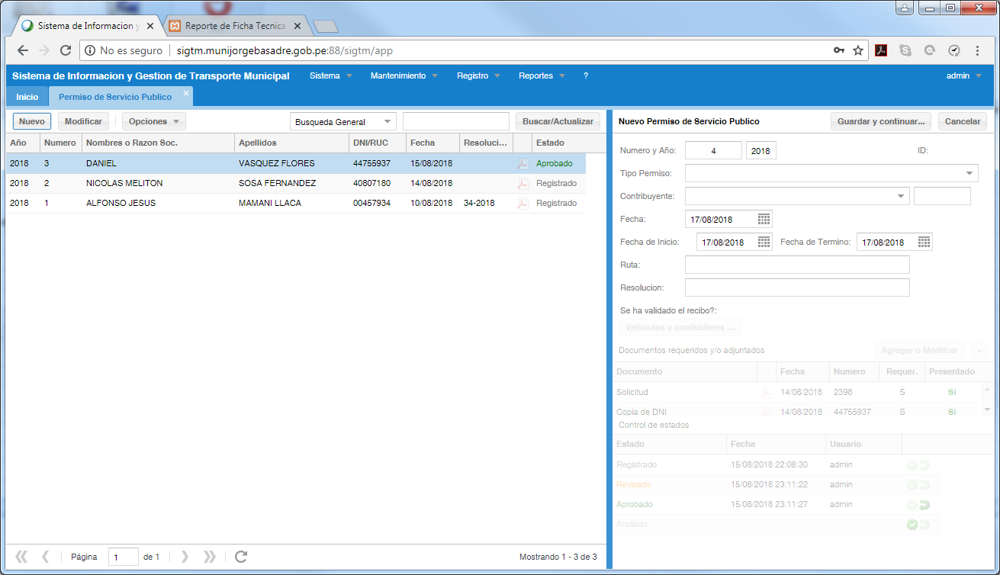 Sistema de Informacion y
Reporte de Ficha Tecnica
No es seguro
sigtm.munijorgebasadre.gob.pe:88/sigtm/app
Sistema de Informacion y Gestion de Transporte Municipal Sistema Mantenimiento Registro Reportes ? admin
Inicio Permiso de Servicio Publico
Nuevo Modificar Opciones Busqueda General Buscar/Actualizar
Año Numero Nombres o Razon Soc. Apellidos DNI/RUC Fecha Resoluci... Estado
2018 3 DANIEL VASQUEZ FLORES 44755937 15/08/2018 Aprobado
2018 2 NICOLAS MELITON SOSA FERNANDEZ 40807180 14/08/2018 Registrado
2018 1 ALFONSO JESUS MAMANI LLACA 00457934 10/08/2018 34-2018 Registrado
Página 1 de 1 Mostrando 1 - 3 de 3
Nuevo Permiso de Servicio Publico Guardar y continuar... Cancelar
Numero y Año: 4 2018 ID:
Tipo Permiso:
Contribuyente:
Fecha: 17/08/2018
Fecha de Inicio: 17/08/2018 Fecha de Termino: 17/08/2018
Ruta:
Resolucion:
Se ha validado el recibo?:
Vehiculos y conductores ...
Documentos requeridos y/o adjuntados Agregar o Modifcar -
Documento Fecha Numero Requer. Presentado
Solicitud 14/08/2018 2398 S Si
Copia de DNI 14/08/2018 44755937 S Si
Control de estados
Estado Fecha Usuario
Registrado 15/08/2018 22:08:30 admin
Revisado 15/08/2018 23:11:22 admin
Aprobado 15/08/2018 23:11:27 admin
Anulado